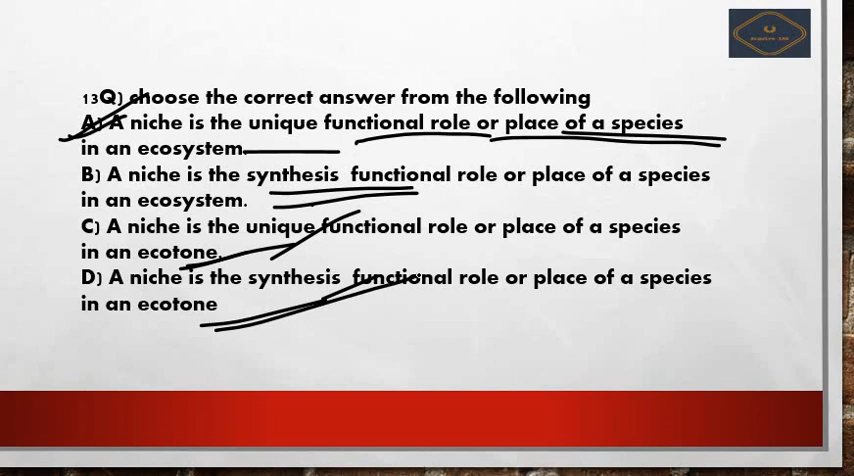 13Q) choose the correct answer from the following
A) A niche is the unique functional role or place of a species
in an ecosystem.
B) A niche is the synthesis functional role or place of a species
in an ecosystem.
C) A niche is the unique functional role or place of a species
in an ecotone.
D) A niche is the synthesis functional role or place of a species
in an ecotone